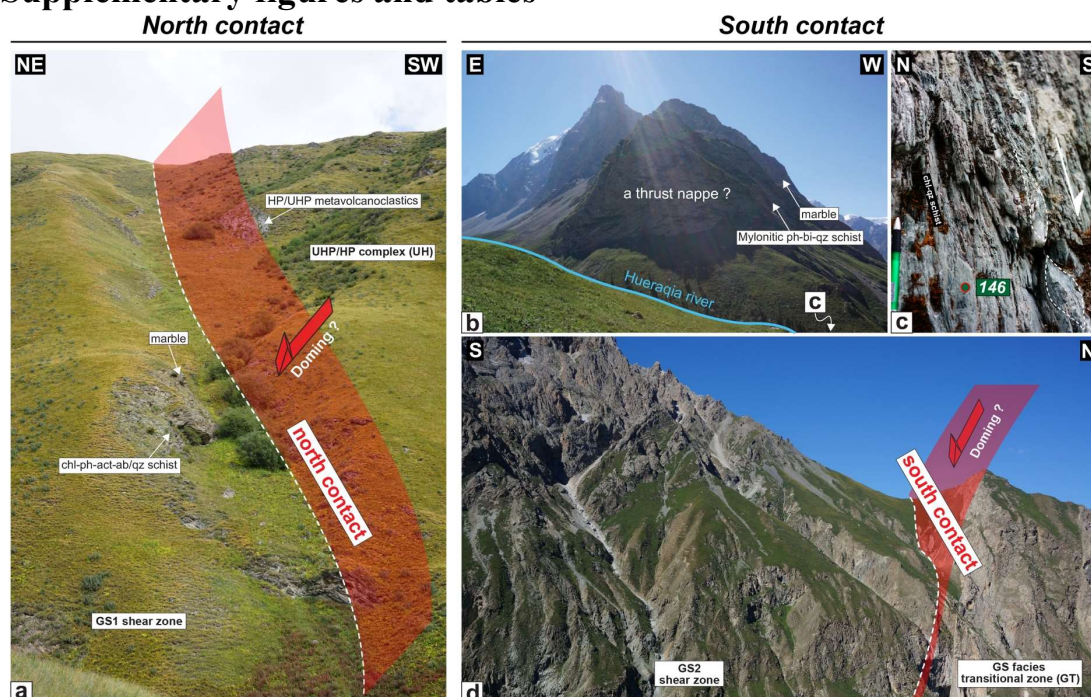 Supplementary figures and tables
North contact
South contact
NE
SW
HP/UHP metavolcanoclastics
UHP/HP complex (UH)
marble
Doming ?
chl-ph-act-ab/qz schist
north contact
GS1 shear zone
a
E
W
a thrust nappe ?
marble
Mylonitic ph-bi-qz schist
Hueraqia river
c
b
N
S
chl-qz schist
146
c
S
N
Doming ?
south contact
GS2
shear zone
GS facies
transitional zone (GT)
d